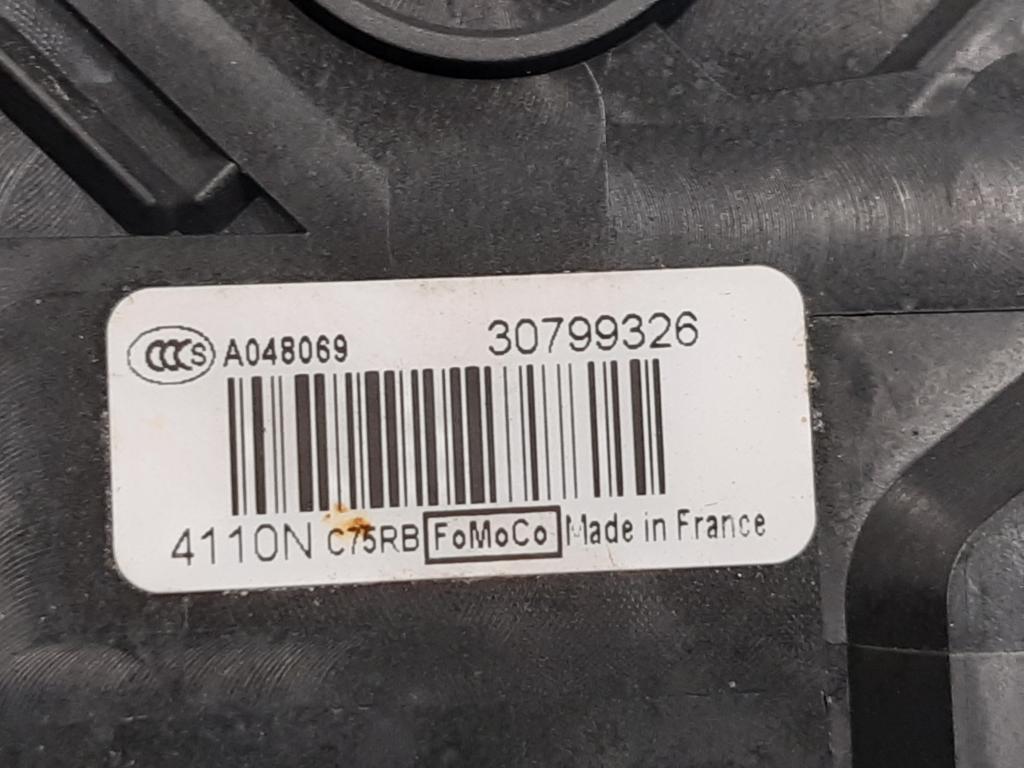 CCC S A048069 30799326
4110N C75RB FoMoCo Made in France